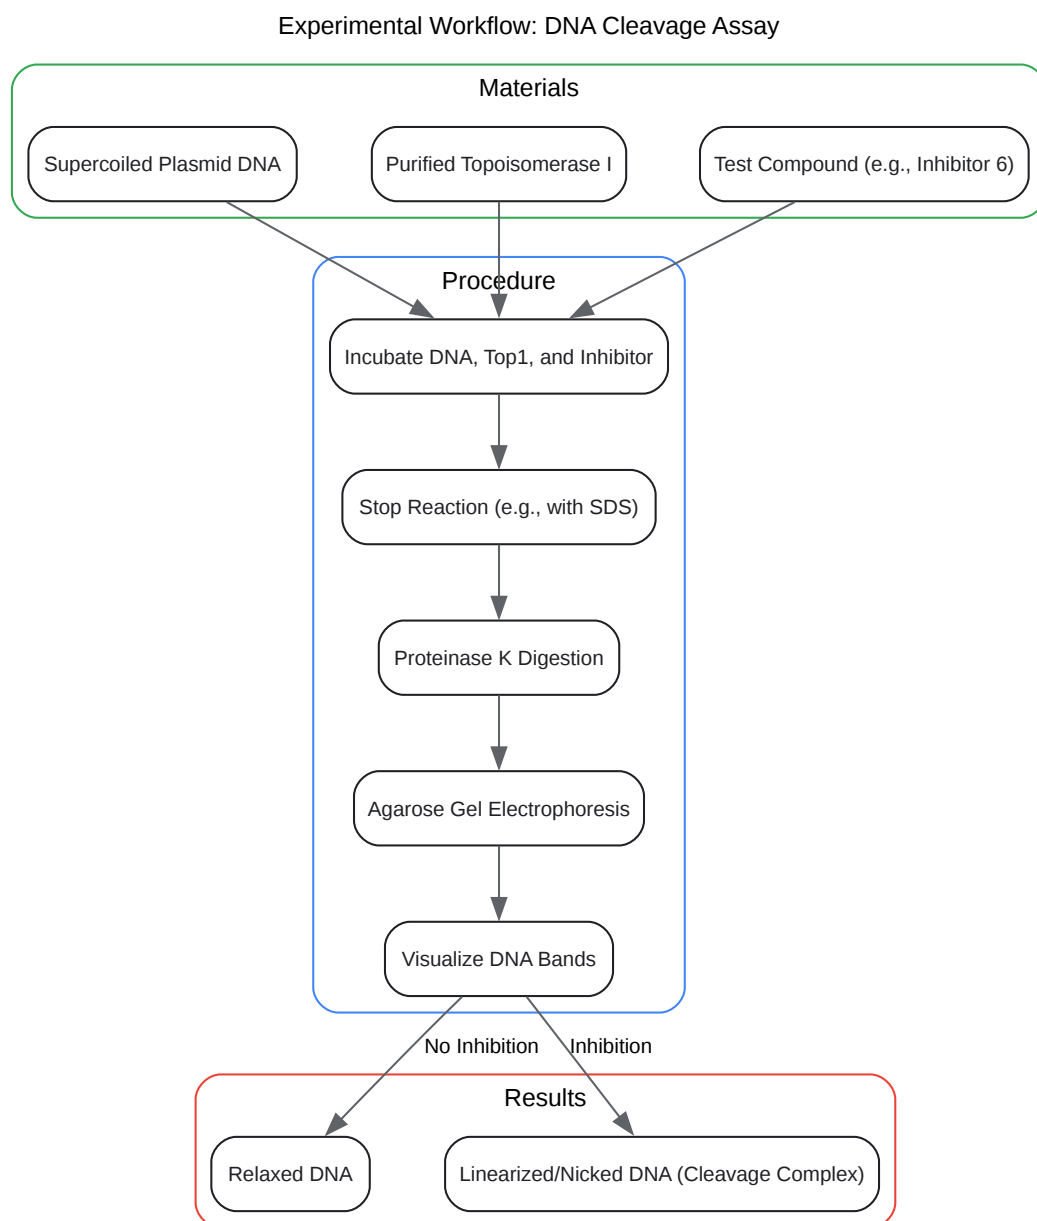 Experimental Workflow: DNA Cleavage Assay
Materials
Supercoiled Plasmid DNA
Purified Topoisomerase I
Test Compound (e.g., Inhibitor 6)
Procedure
Incubate DNA, Top1, and Inhibitor
Stop Reaction (e.g., with SDS)
Proteinase K Digestion
Agarose Gel Electrophoresis
Visualize DNA Bands
No Inhibition
Inhibition
Results
Relaxed DNA
Linearized/Nicked DNA (Cleavage Complex)